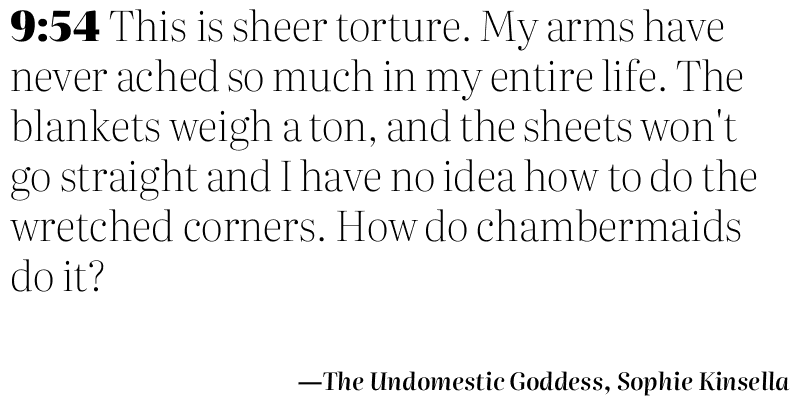 9:54 This is sheer torture. My arms have
never ached so much in my entire life. The
blankets weigh a ton, and the sheets won't
go straight and I have no idea how to do the
wretched corners. How do chambermaids
do it?
—The Undomestic Goddess, Sophie Kinsella